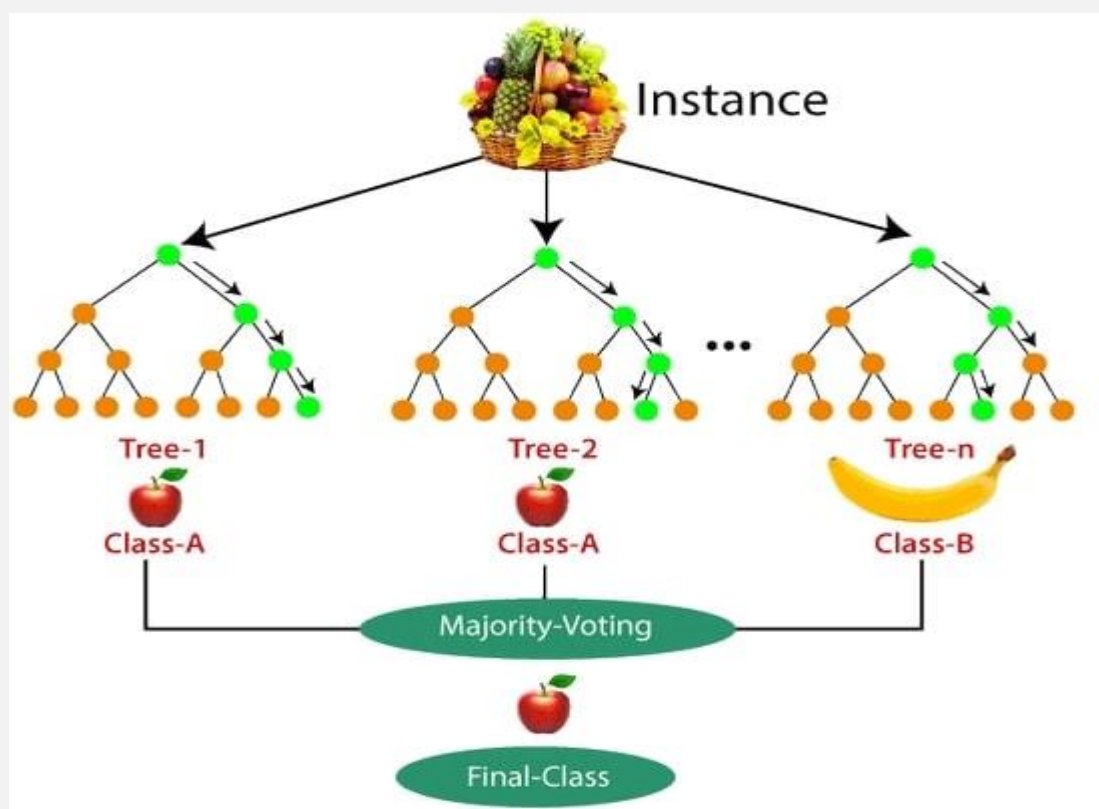 Instance
...
Tree-1
Tree-2
Tree-n
Class-A
Class-A
Class-B
Majority-Voting
Final-Class